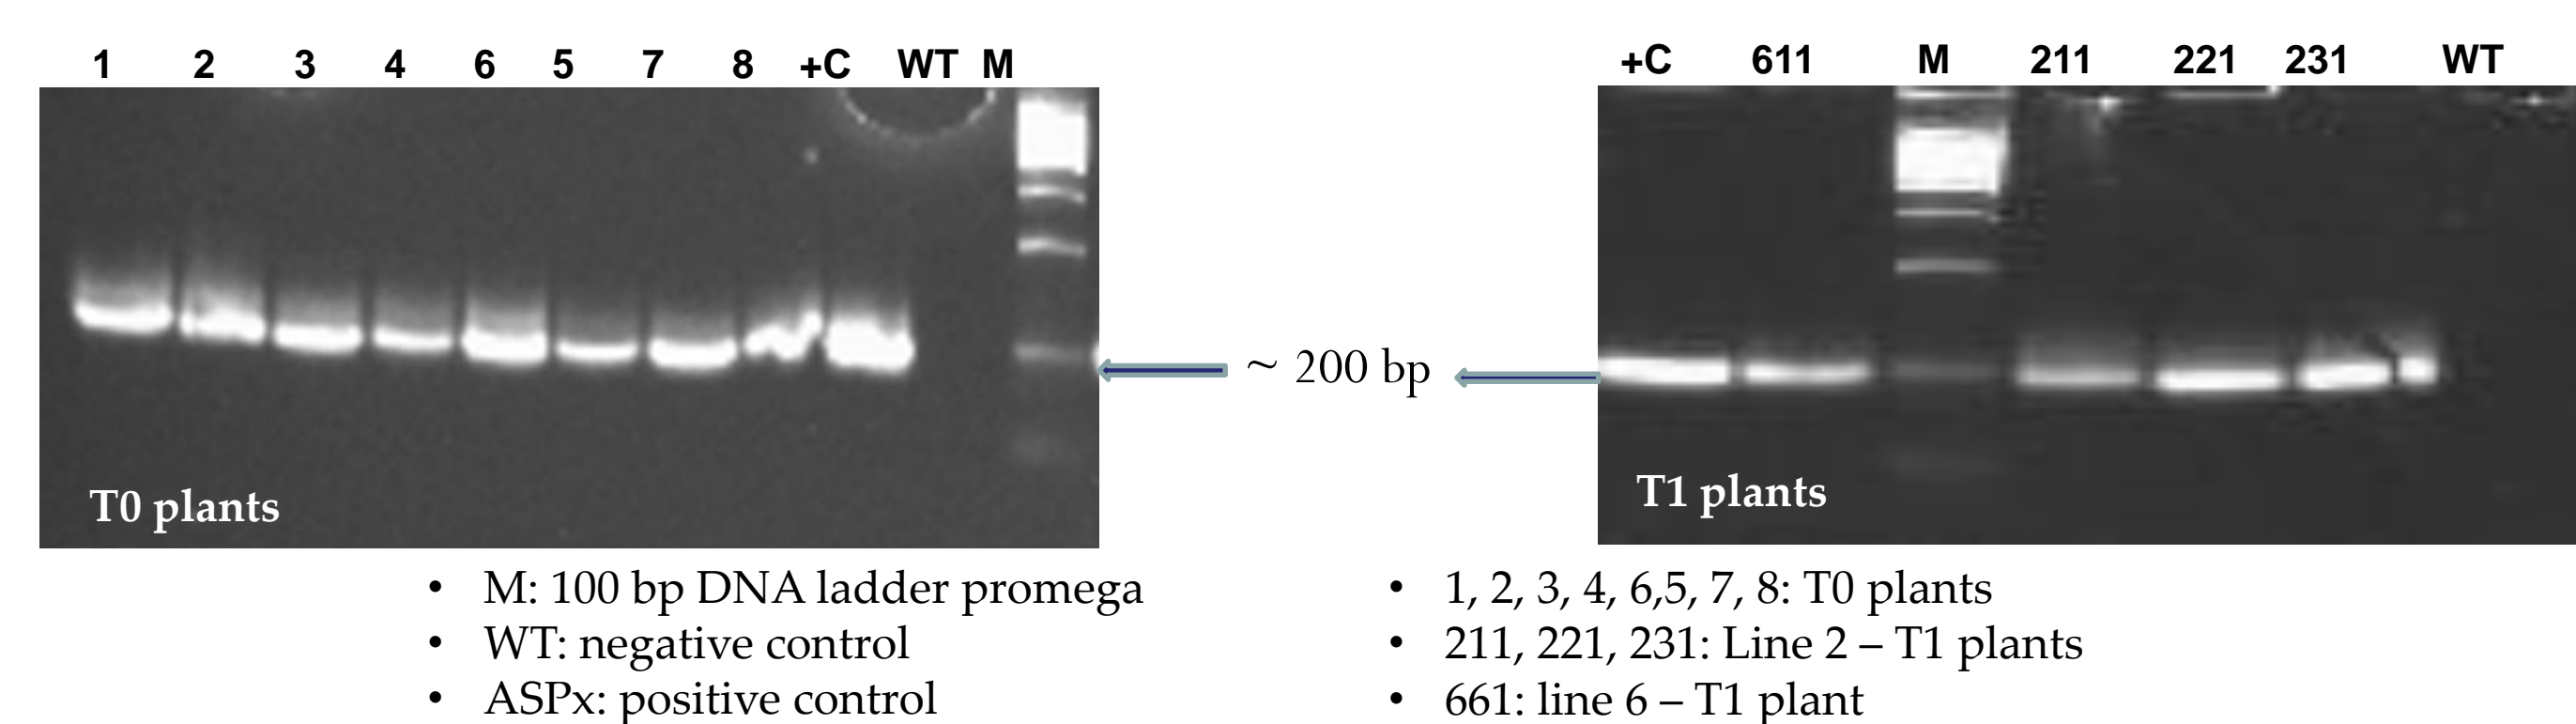 1 2 3 4 6 5 7 8 +C WT M
+C 611 M 211 221 231 WT
~ 200 bp
T0 plants
T1 plants
• M: 100 bp DNA ladder promega
• WT: negative control
• ASPx: positive control
• 1, 2, 3, 4, 6,5, 7, 8: T0 plants
• 211, 221, 231: Line 2 – T1 plants
• 661: line 6 – T1 plant